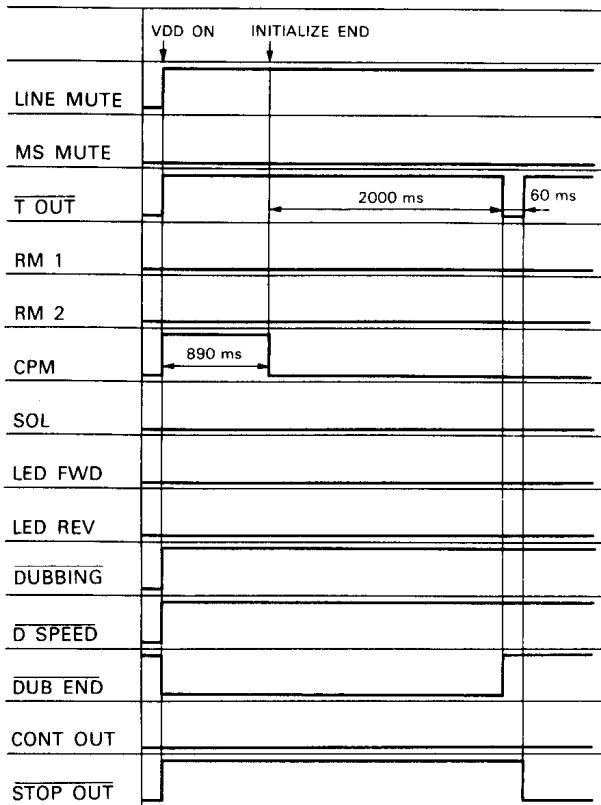 VDD ON INITIALIZE END
LINE MUTE
MS MUTE
T OUT
2000 ms
60 ms
RM 1
RM 2
CPM
890 ms
SOL
LED FWD
LED REV
DUBBING
D SPEED
DUB END
CONT OUT
STOP OUT